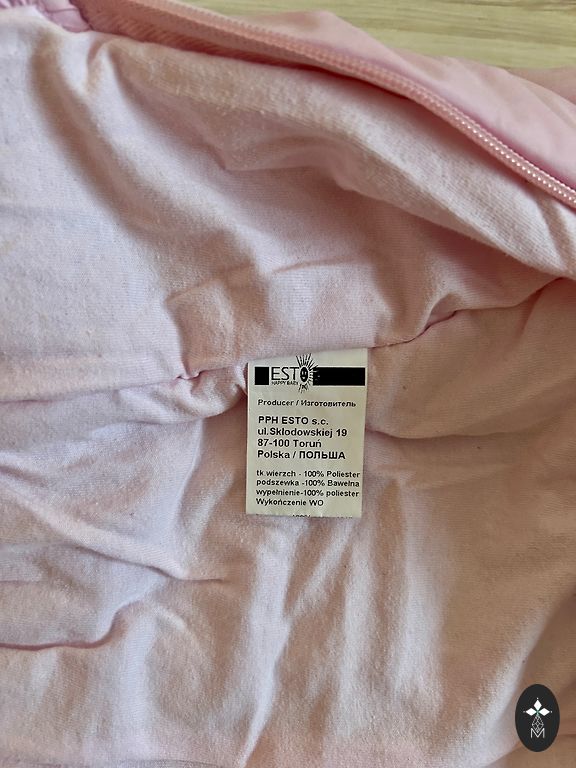 ESTO
HAPPY BABY
Producer / Изготовитель
PPH ESTO s.c.
ul.Skłodowskiej 19
87-100 Toruń
Polska / ПОЛЬША
tk.wierzch - 100% Poliester
podszewka -100% Bawełna
wypełnienie-100% poliester
Wykończenie WO
M